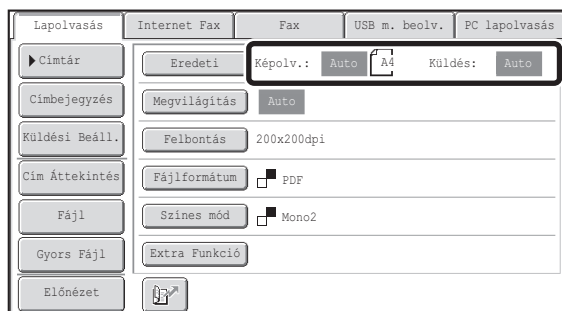 Lapolvasás Internet Fax Fax USB m. beolv. PC lapolvasás
Címtár Eredeti Képolv.: Auto A4 Küldés: Auto
Címbejegyzés Megvilágítás Auto
Küldési Beáll. Felbontás 200x200dpi
Cím Áttekintés Fájlformátum PDF
Fájl Színes mód Mono2
Gyors Fájl Extra Funkció
Előnézet